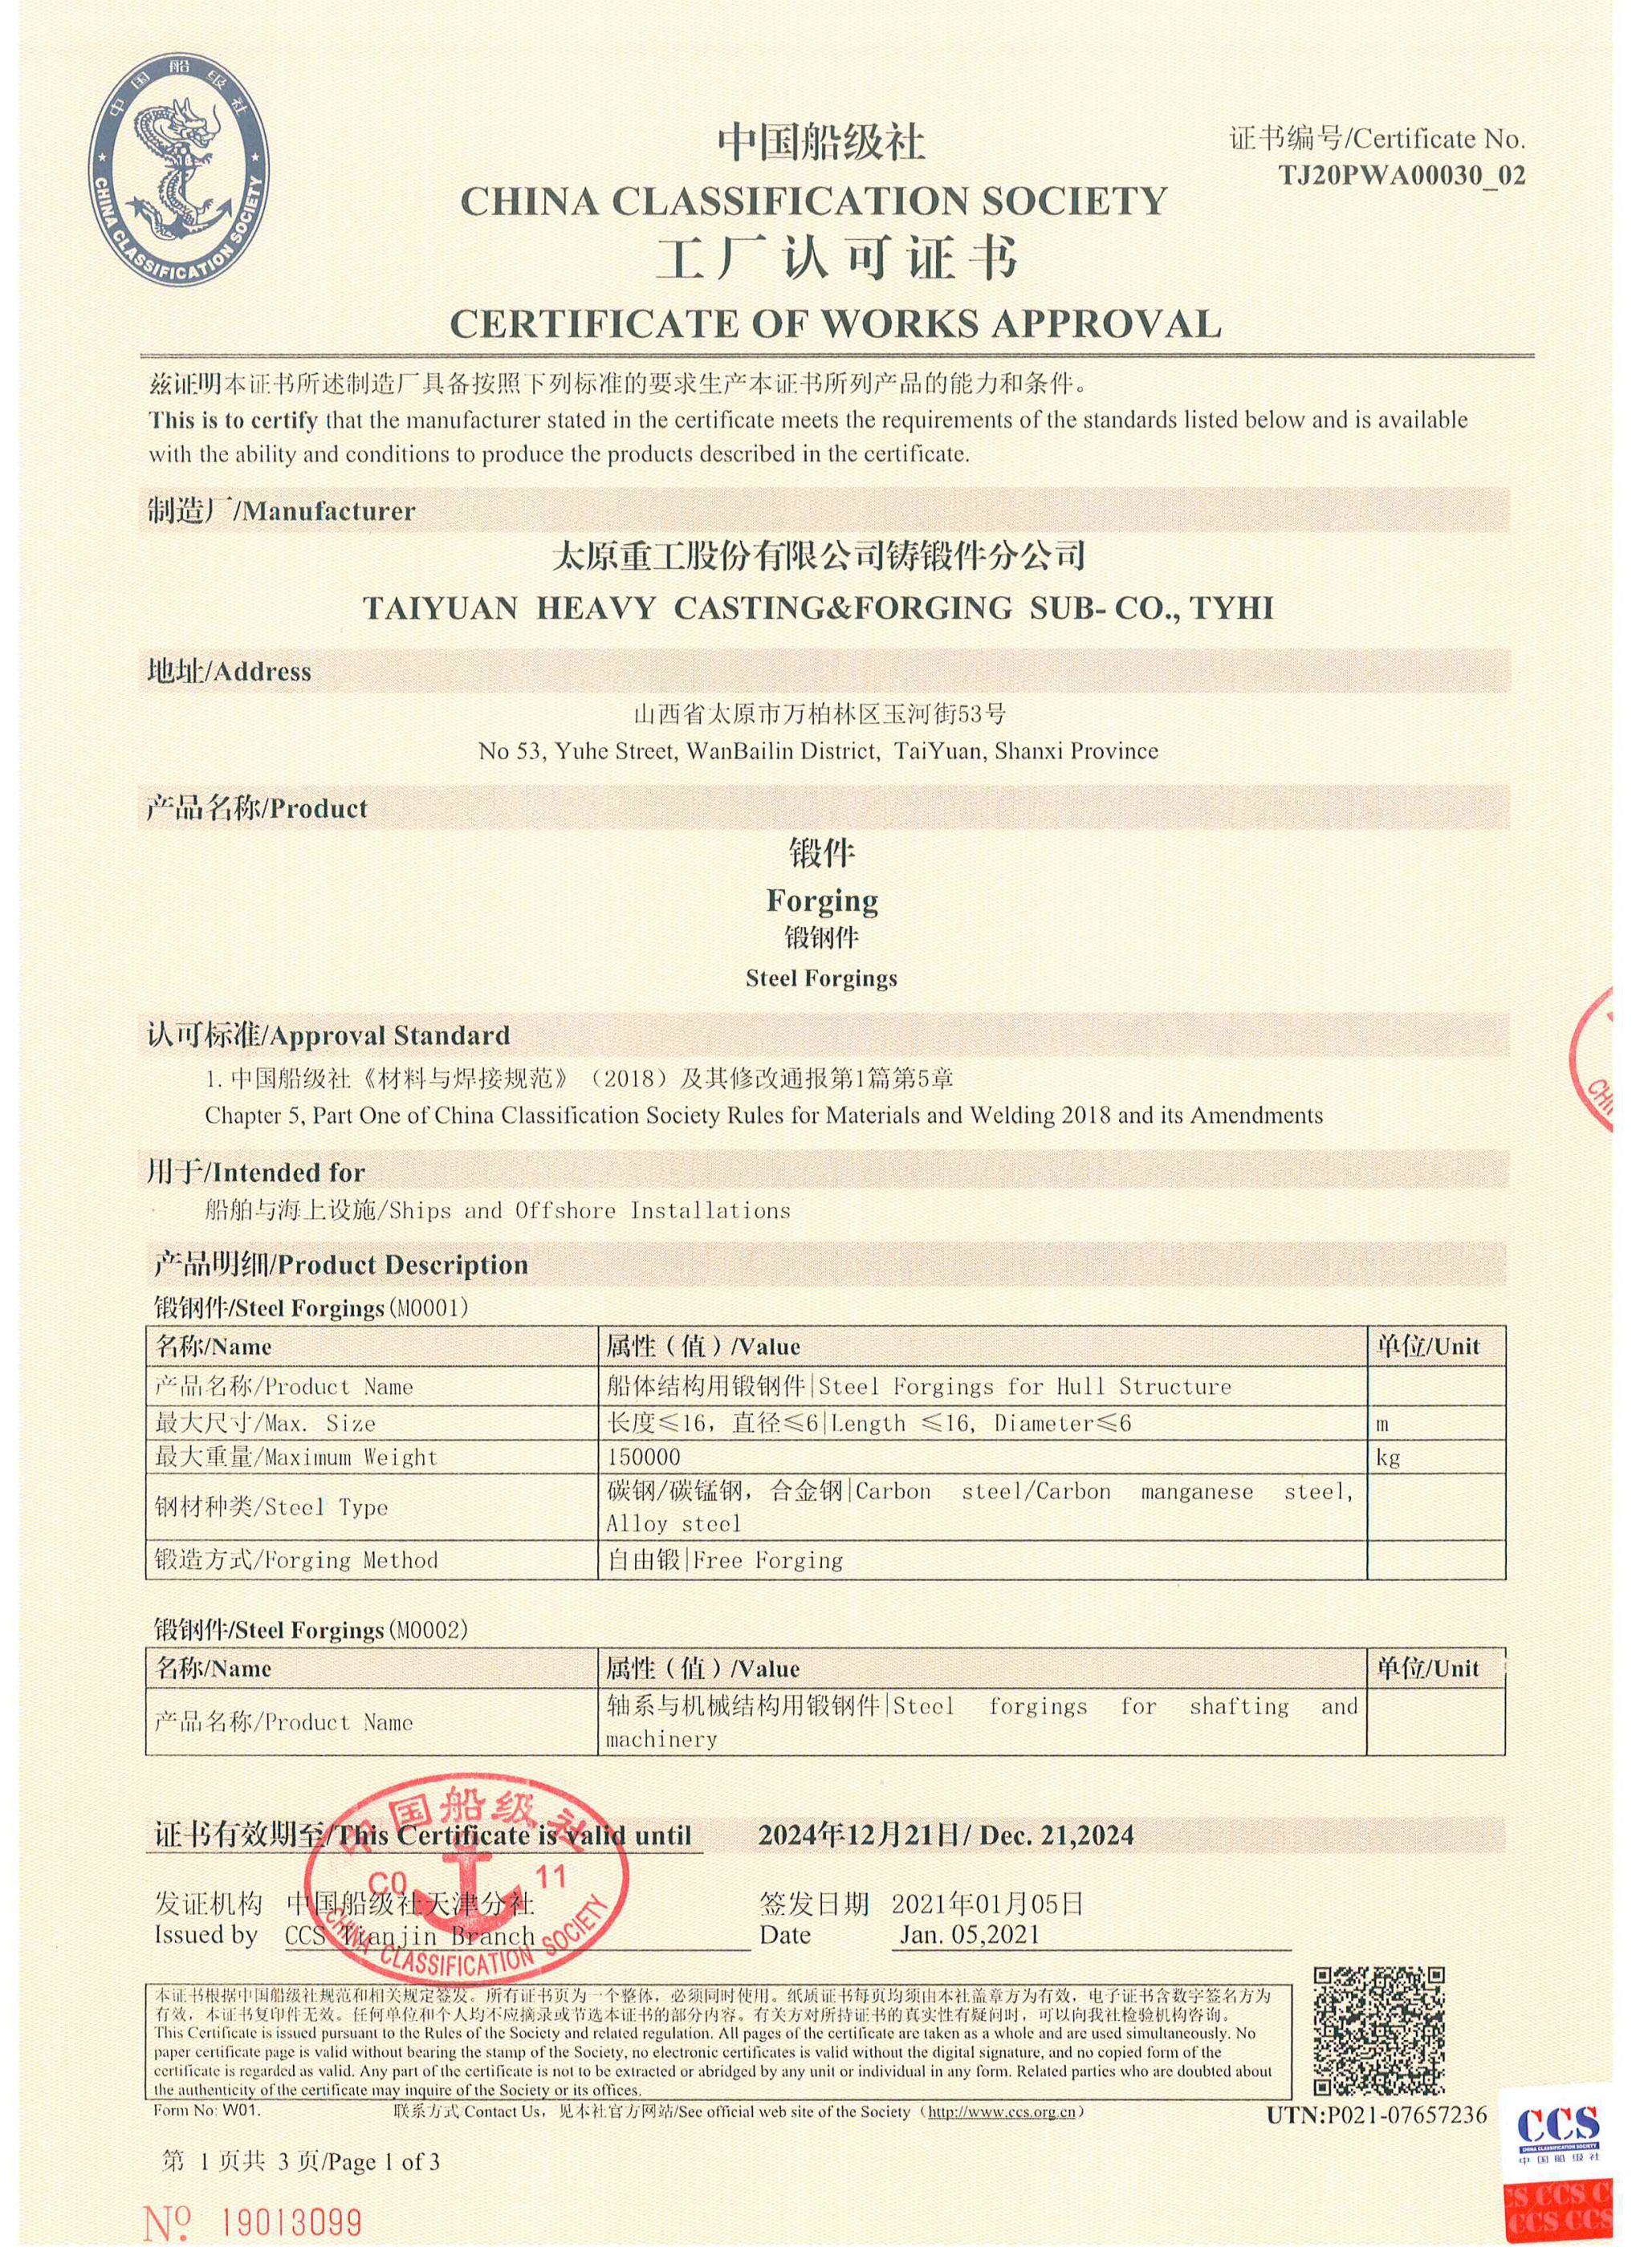 中国船级社
CHINA CLASSIFICATION SOCIETY
中国船级社
证书编号/Certificate No.
TJ20PWA00030_02
CHINA CLASSIFICATION SOCIETY
工厂认可证书
CERTIFICATE OF WORKS APPROVAL
兹证明本证书所述制造厂具备按照下列标准的要求生产本证书所列产品的能力和条件。
This is to certify that the manufacturer stated in the certificate meets the requirements of the standards listed below and is available
with the ability and conditions to produce the products described in the certificate.
制造厂/Manufacturer
太原重工股份有限公司铸锻件分公司
TAIYUAN HEAVY CASTING&FORGING SUB- CO., TYHI
地址/Address
山西省太原市万柏林区玉河街53号
No 53, Yuhe Street, WanBailin District, TaiYuan, Shanxi Province
产品名称/Product
锻件
Forging
锻钢件
Steel Forgings
认可标准/Approval Standard
1. 中国船级社《材料与焊接规范》（2018）及其修改通报第1篇第5章
Chapter 5, Part One of China Classification Society Rules for Materials and Welding 2018 and its Amendments
用于/Intended for
船舶与海上设施/Ships and Offshore Installations
产品明细/Product Description
锻钢件/Steel Forgings(M0001)
名称/Name 属性（值）/Value 单位/Unit
产品名称/Product Name 船体结构用锻钢件|Steel Forgings for Hull Structure
最大尺寸/Max. Size 长度≤16，直径≤6|Length ≤16, Diameter≤6 m
最大重量/Maximum Weight 150000 kg
钢材种类/Steel Type 碳钢/碳锰钢，合金钢|Carbon steel/Carbon manganese steel,
Alloy steel
锻造方式/Forging Method 自由锻|Free Forging
锻钢件/Steel Forgings(M0002)
名称/Name 属性（值）/Value 单位/Unit
产品名称/Product Name 轴系与机械结构用锻钢件|Steel forgings for shafting and
machinery
中国船级社
CO 11
CHINA CLASSIFICATION SOCIETY
证书有效期至/This Certificate is valid until 2024年12月21日/ Dec. 21,2024
发证机构 中国船级社天津分社 签发日期 2021年01月05日
Issued by CCS Tianjin Branch Date Jan. 05,2021
本证书根据中国船级社规范和相关规定签发。所有证书页为一个整体，必须同时使用。纸质证书每页均须由本社盖章方为有效，电子证书含数字签名方为
有效，本证书复印件无效。任何单位和个人均不应摘录或节选本证书的部分内容。有关方对所持证书的真实性有疑问时，可以向我社检验机构咨询。
This Certificate is issued pursuant to the Rules of the Society and related regulation. All pages of the certificate are taken as a whole and are used simultaneously. No
paper certificate page is valid without bearing the stamp of the Society, no electronic certificates is valid without the digital signature, and no copied form of the
certificate is regarded as valid. Any part of the certificate is not to be extracted or abridged by any unit or individual in any form. Related parties who are doubted about
the authenticity of the certificate may inquire of the Society or its offices.
Form No: W01. 联系方式 Contact Us，见本社官方网站/See official web site of the Society（http://www.ccs.org.cn）
UTN:P021-07657236
第 1 页共 3 页/Page 1 of 3
Nº 19013099
CCS
CHINA CLASSIFICATION SOCIETY
中国船级社
CCS CCS